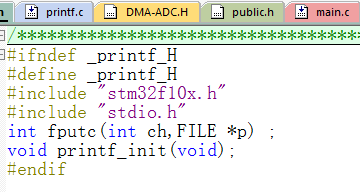 printf.c DMA-ADC.H public.h main.c
/***********************************
#ifndef _printf_H
#define _printf_H
#include "stm32f10x.h"
#include "stdio.h"
int fputc(int ch,FILE *p) ;
void printf_init(void);
#endif